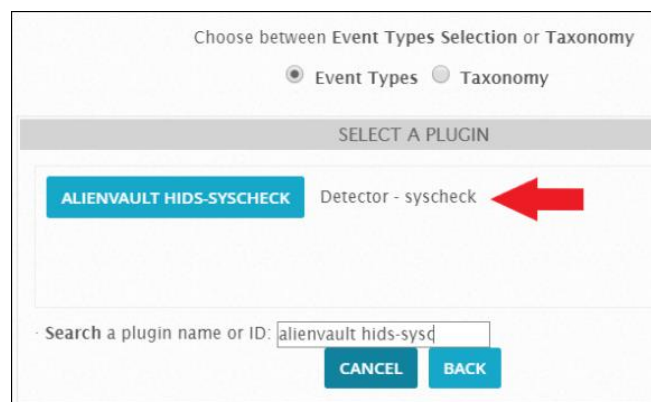 Choose between Event Types Selection or Taxonomy
Event Types Taxonomy
SELECT A PLUGIN
ALIENVAULT HIDS-SYSCHECK Detector - syscheck
· Search a plugin name or ID: alienvault hids-sysc
CANCEL BACK